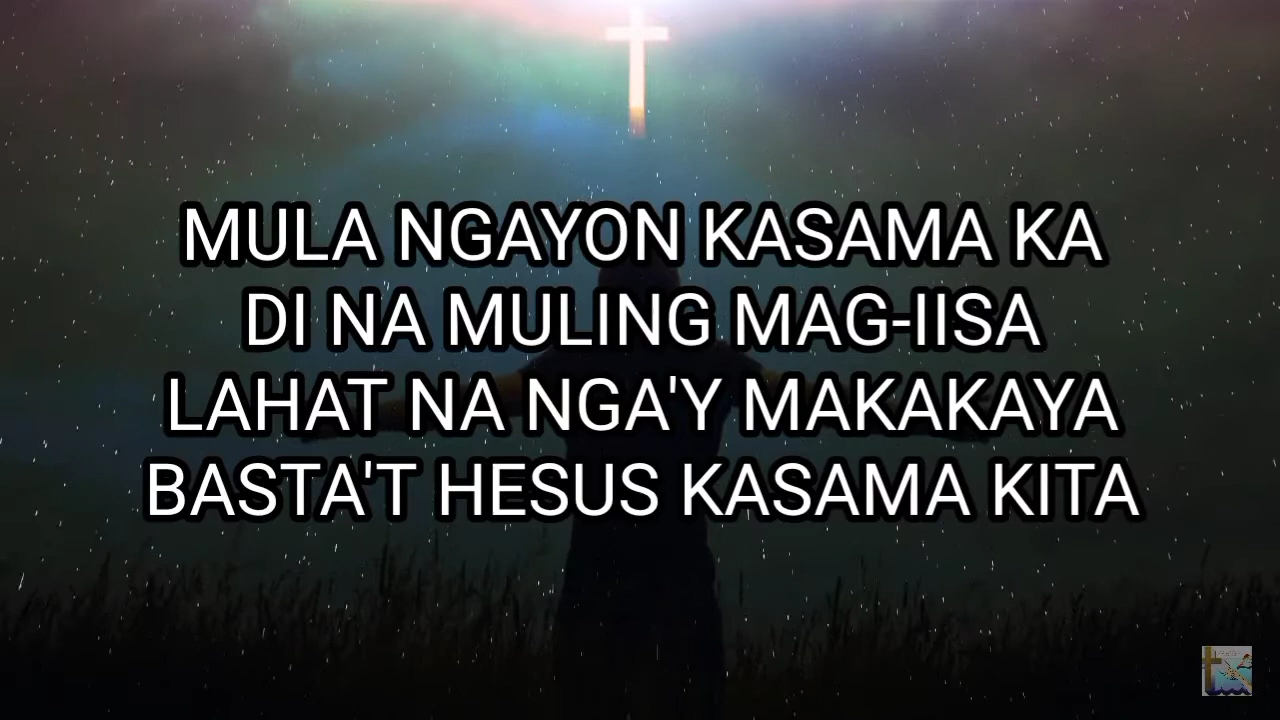 MULA NGAYON KASAMA KA
DI NA MULING MAG-IISA
LAHAT NA NGA'Y MAKAKAYA
BASTA'T HESUS KASAMA KITA